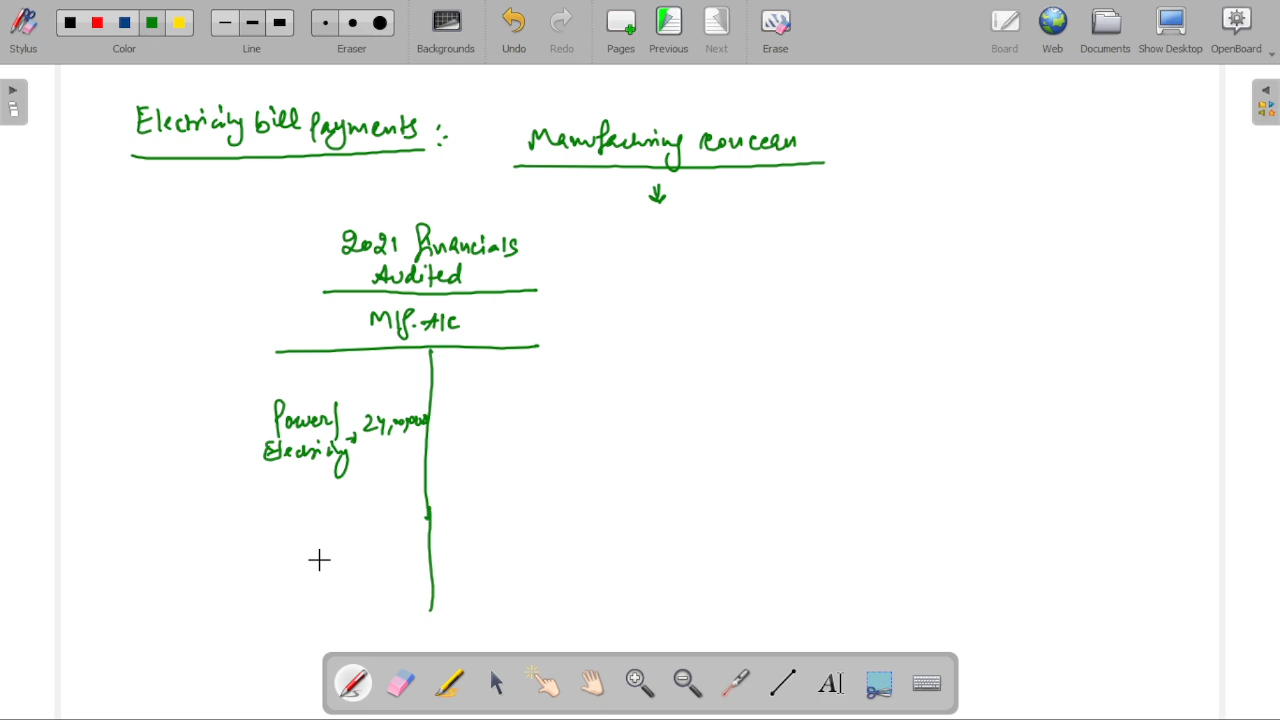 Stylus Color Line Eraser Backgrounds Undo Redo Pages Previous Next Erase Board Web Documents Show Desktop OpenBoard
Electricity bill payments :
Manufacturing concern
2021 financials
Audited
Mfg. A/c
Power/ 24,00,000
Electricity